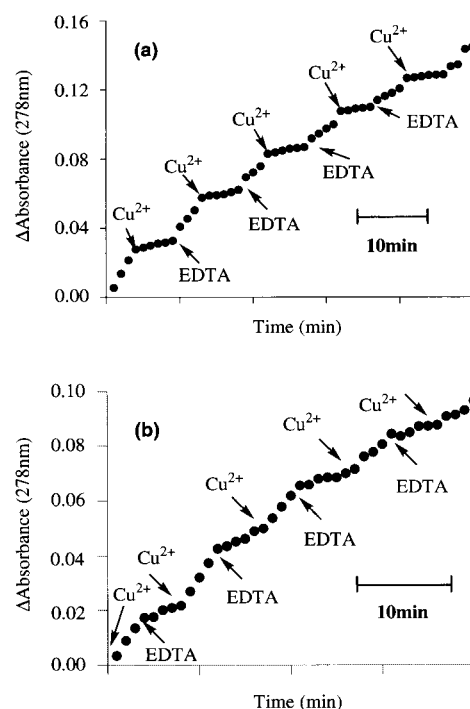 (a)
ΔAbsorbance (278nm)
0.16
0.12
0.08
0.04
0.00
Cu2+
Cu2+
Cu2+
Cu2+
Cu2+
EDTA
EDTA
EDTA
EDTA
10min
Time (min)
(b)
ΔAbsorbance (278nm)
0.10
0.08
0.06
0.04
0.02
0.00
Cu2+
Cu2+
Cu2+
Cu2+
Cu2+
EDTA
EDTA
EDTA
EDTA
10min
Time (min)